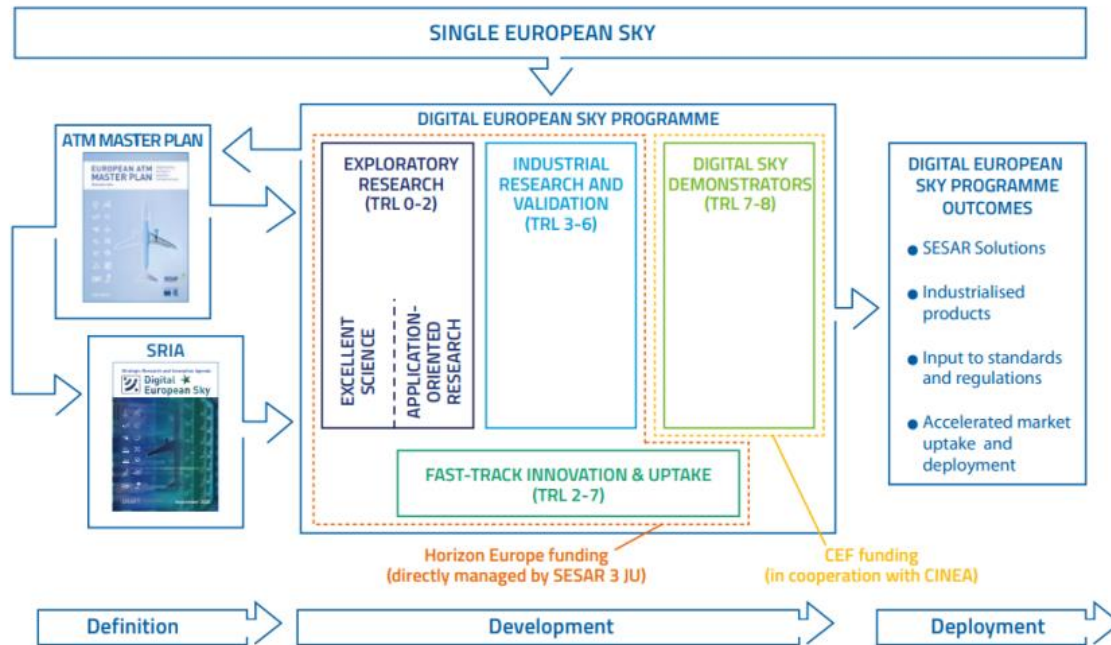 SINGLE EUROPEAN SKY
DIGITAL EUROPEAN SKY PROGRAMME
ATM MASTER PLAN
EUROPEAN ATM
MASTER PLAN
SRIA
Strategic Research and Innovation Agenda
Digital
European Sky
EXPLORATORY
RESEARCH
(TRL 0-2)
EXCELLENT
SCIENCE
APPLICATION-
ORIENTED
RESEARCH
INDUSTRIAL
RESEARCH AND
VALIDATION
(TRL 3-6)
DIGITAL SKY
DEMONSTRATORS
(TRL 7-8)
FAST-TRACK INNOVATION & UPTAKE
(TRL 2-7)
Horizon Europe funding
(directly managed by SESAR 3 JU)
CEF funding
(in cooperation with CINEA)
DIGITAL EUROPEAN
SKY PROGRAMME
OUTCOMES
● SESAR Solutions
● Industrialised
products
● Input to standards
and regulations
● Accelerated market
uptake and
deployment
Definition
Development
Deployment